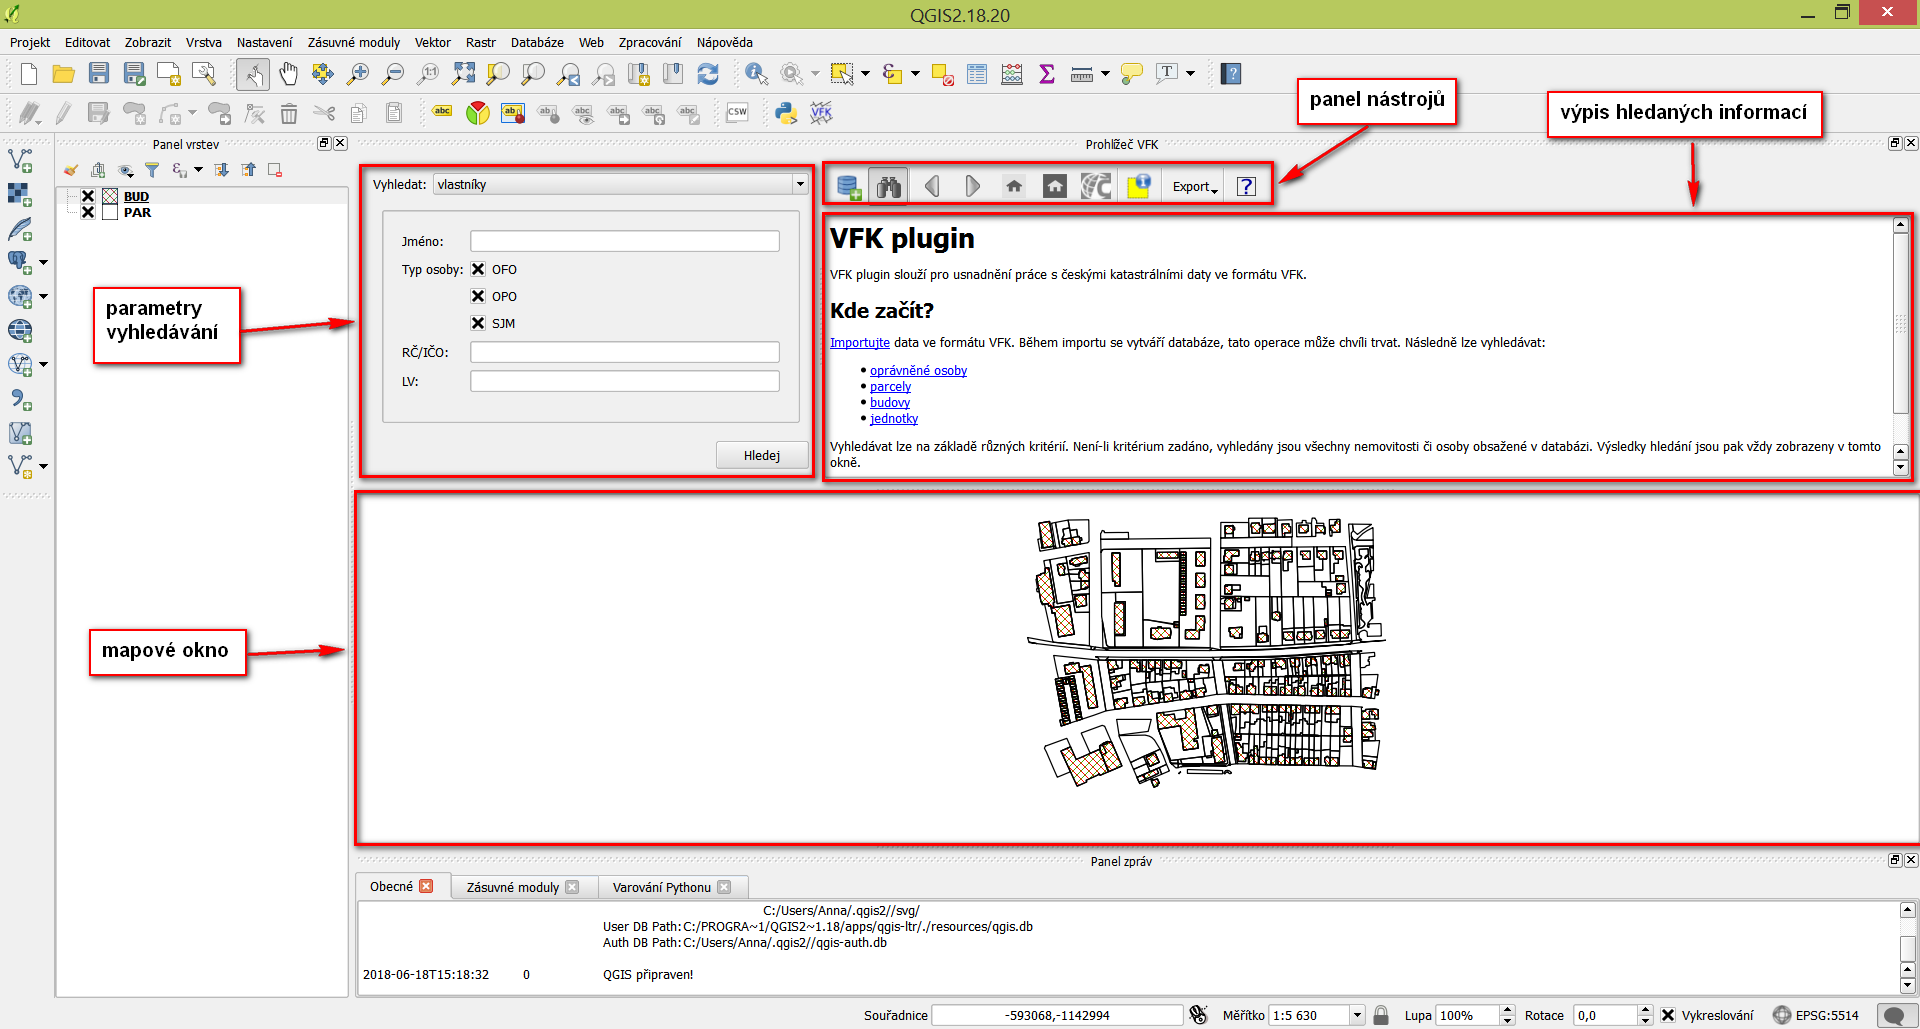 QGIS2.18.20
Projekt Editovat Zobrazit Vrstva Nastavení Zásuvné moduly Vektor Rastr Databáze Web Zpracování Nápověda
panel nástrojů
výpis hledaných informací
Panel vrstev
Prohlížeč VFK
BUD
PAR
Vyhledat: vlastníky
Export
Jméno:
Typ osoby: OFO
OPO
SJM
RČ/IČO:
LV:
Hledej
parametry
vyhledávání
VFK plugin
VFK plugin slouží pro usnadnění práce s českými katastrálními daty ve formátu VFK.
Kde začít?
Importujte data ve formátu VFK. Během importu se vytváří databáze, tato operace může chvíli trvat. Následně lze vyhledávat:
• oprávněné osoby
• parcely
• budovy
• jednotky
Vyhledávat lze na základě různých kritérií. Není-li kritérium zadáno, vyhledány jsou všechny nemovitosti či osoby obsažené v databázi. Výsledky hledání jsou pak vždy zobrazeny v tomto
okně.
mapové okno
Panel zpráv
Obecné Zásuvné moduly Varování Pythonu
C:/Users/Anna/.qgis2//svg/
User DB Path: C:/PROGRA~1/QGIS2~1.18/apps/qgis-ltr/./resources/qgis.db
Auth DB Path: C:/Users/Anna/.qgis2//qgis-auth.db
2018-06-18T15:18:32 0 QGIS připraven!
Souřadnice -593068,-1142994 Měřítko 1:5 630 Lupa 100% Rotace 0,0 Vykreslování EPSG:5514